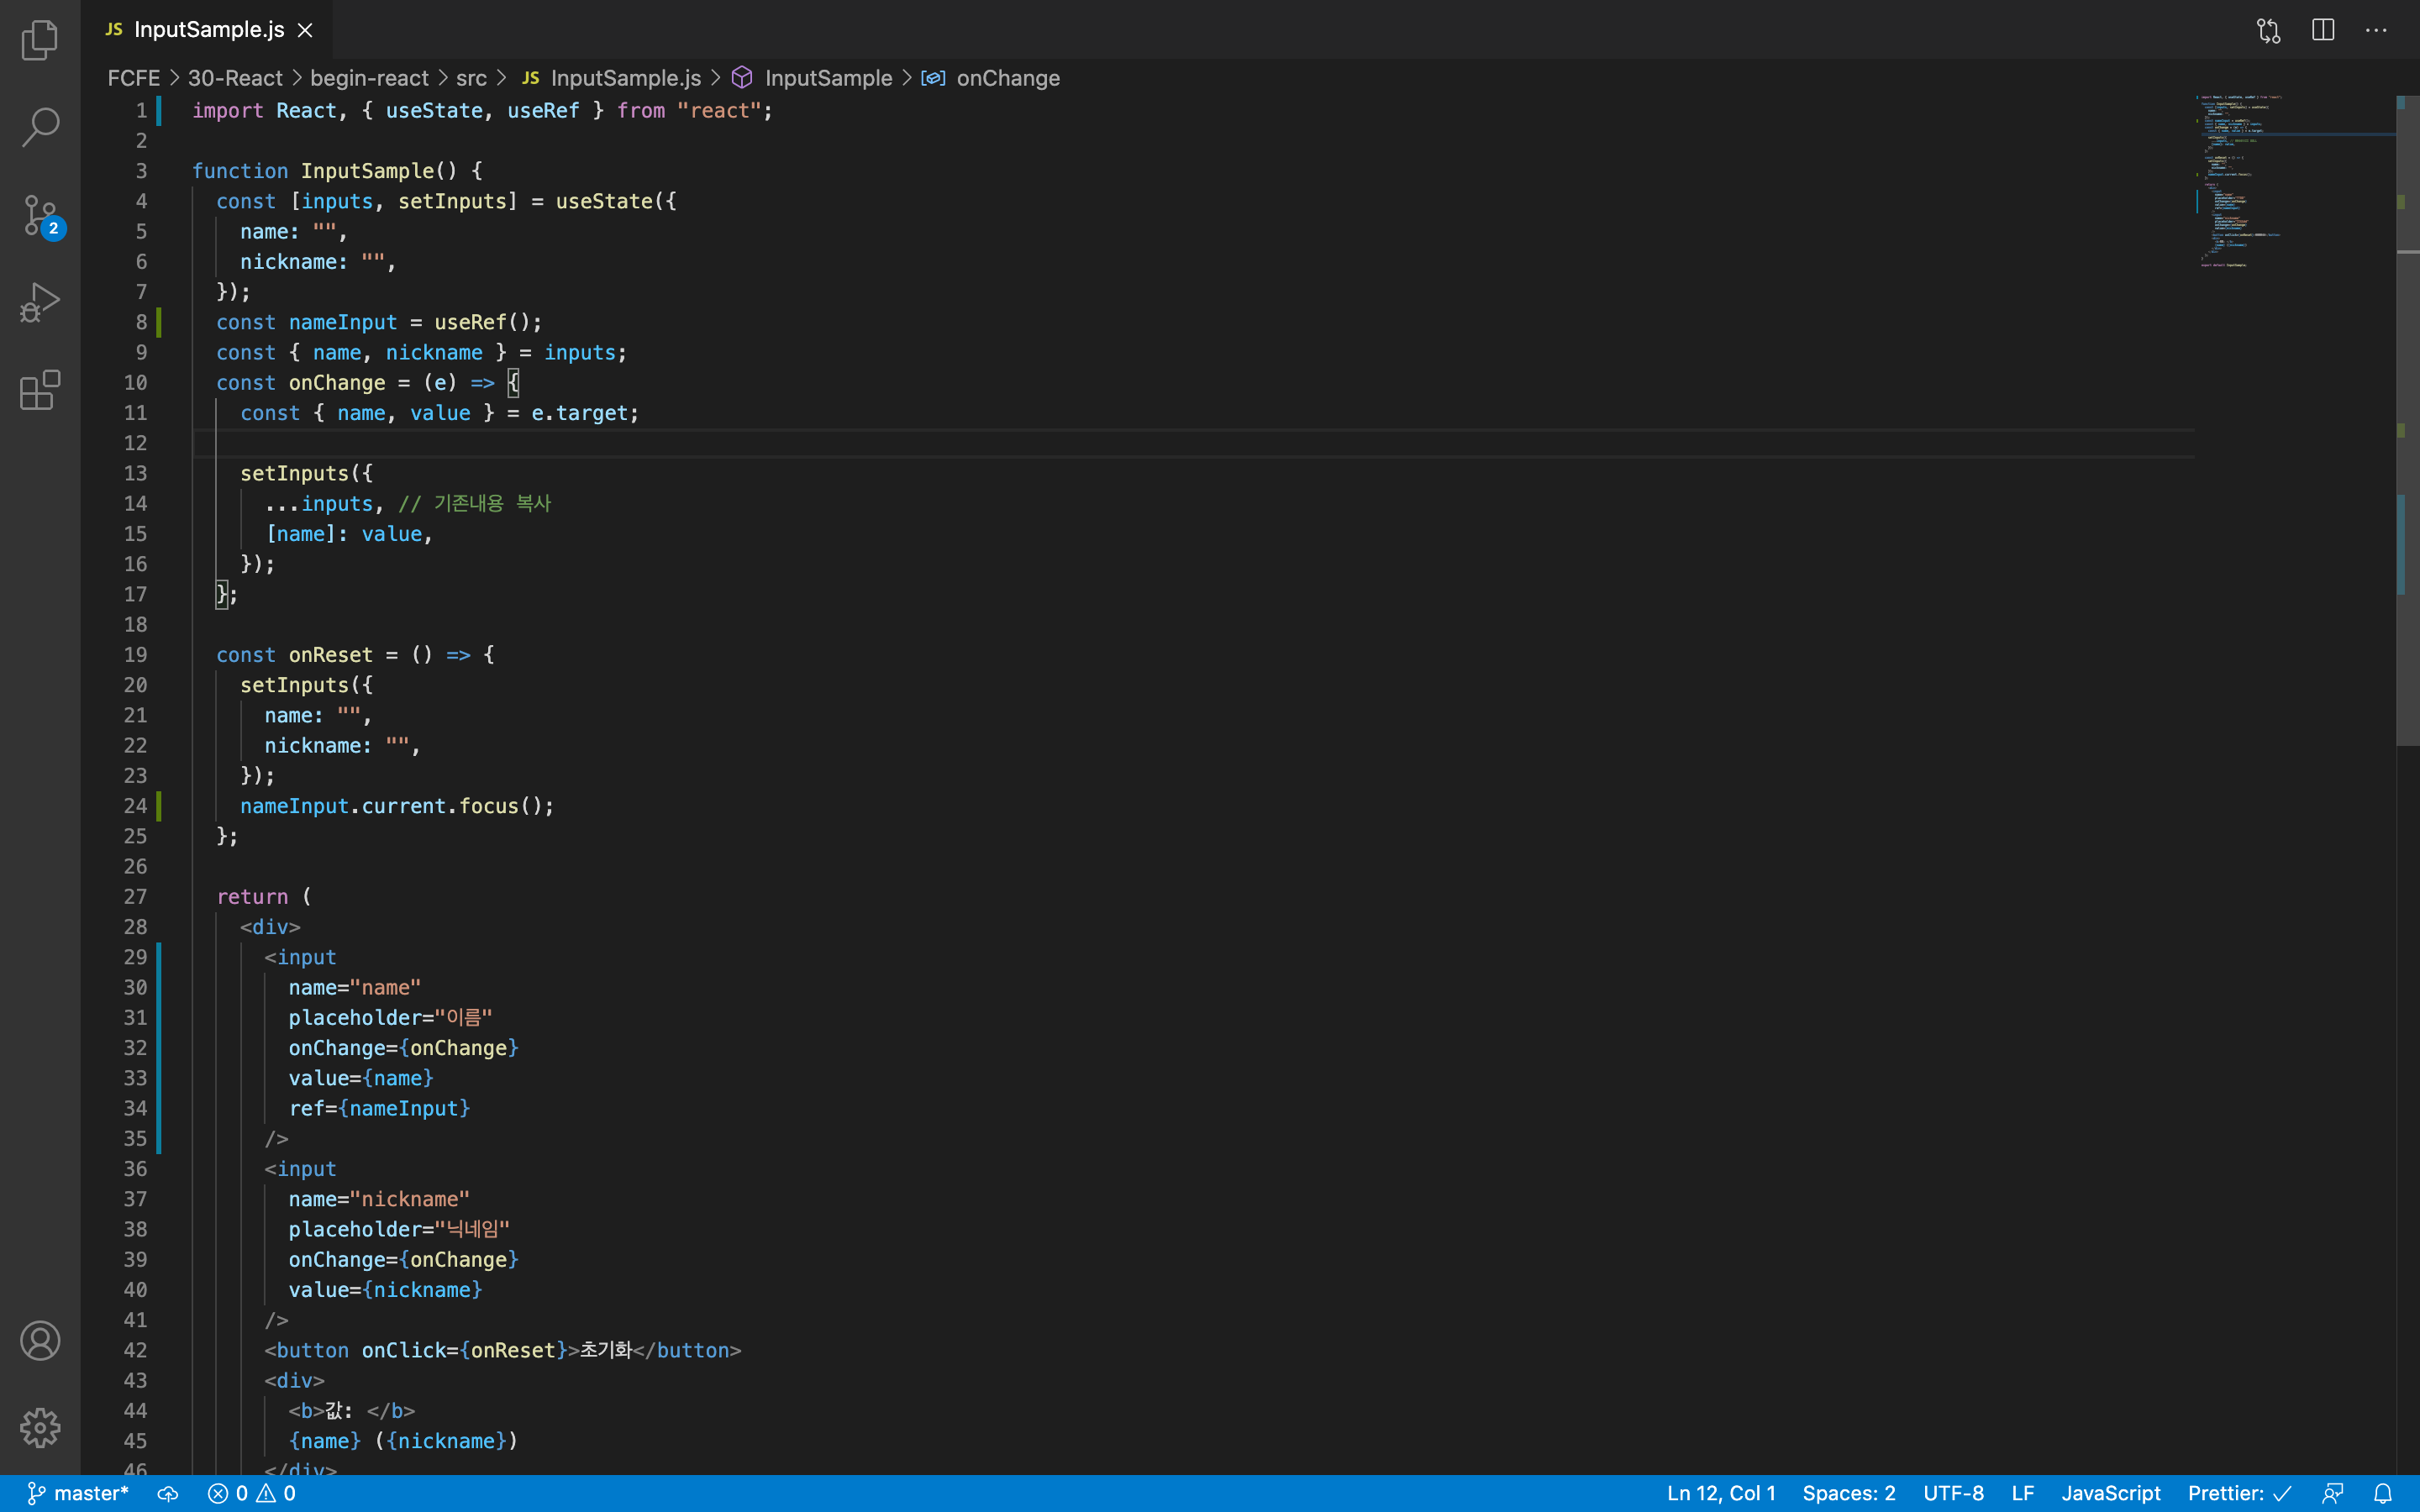 JS InputSample.js
FCFE > 30-React > begin-react > src > JS InputSample.js > InputSample > onChange
1 import React, { useState, useRef } from "react";
2
3 function InputSample() {
4 const [inputs, setInputs] = useState({
5 name: "",
6 nickname: "",
7 });
8 const nameInput = useRef();
9 const { name, nickname } = inputs;
10 const onChange = (e) => {
11 const { name, value } = e.target;
12
13 setInputs({
14 ...inputs, // 기존내용 복사
15 [name]: value,
16 });
17 };
18
19 const onReset = () => {
20 setInputs({
21 name: "",
22 nickname: "",
23 });
24 nameInput.current.focus();
25 };
26
27 return (
28 <div>
29 <input
30 name="name"
31 placeholder="이름"
32 onChange={onChange}
33 value={name}
34 ref={nameInput}
35 />
36 <input
37 name="nickname"
38 placeholder="닉네임"
39 onChange={onChange}
40 value={nickname}
41 />
42 <button onClick={onReset}>초기화</button>
43 <div>
44 <b>값: </b>
45 {name} ({nickname})
46 </div>
2
master* 0 0 Ln 12, Col 1 Spaces: 2 UTF-8 LF JavaScript Prettier: ✓